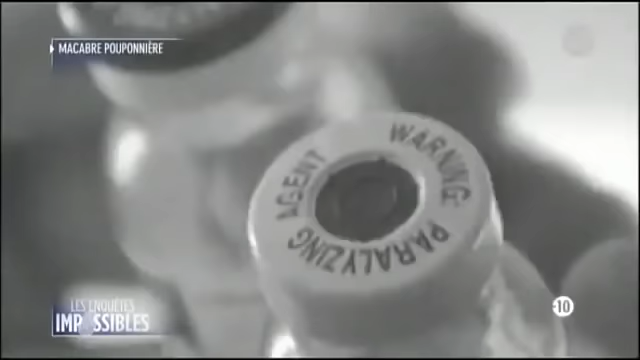 MACABRE POUPONNIÈRE
WARNING: PARALYZING AGENT
LES ENQUÊTES
IMPOSSIBLES
-10